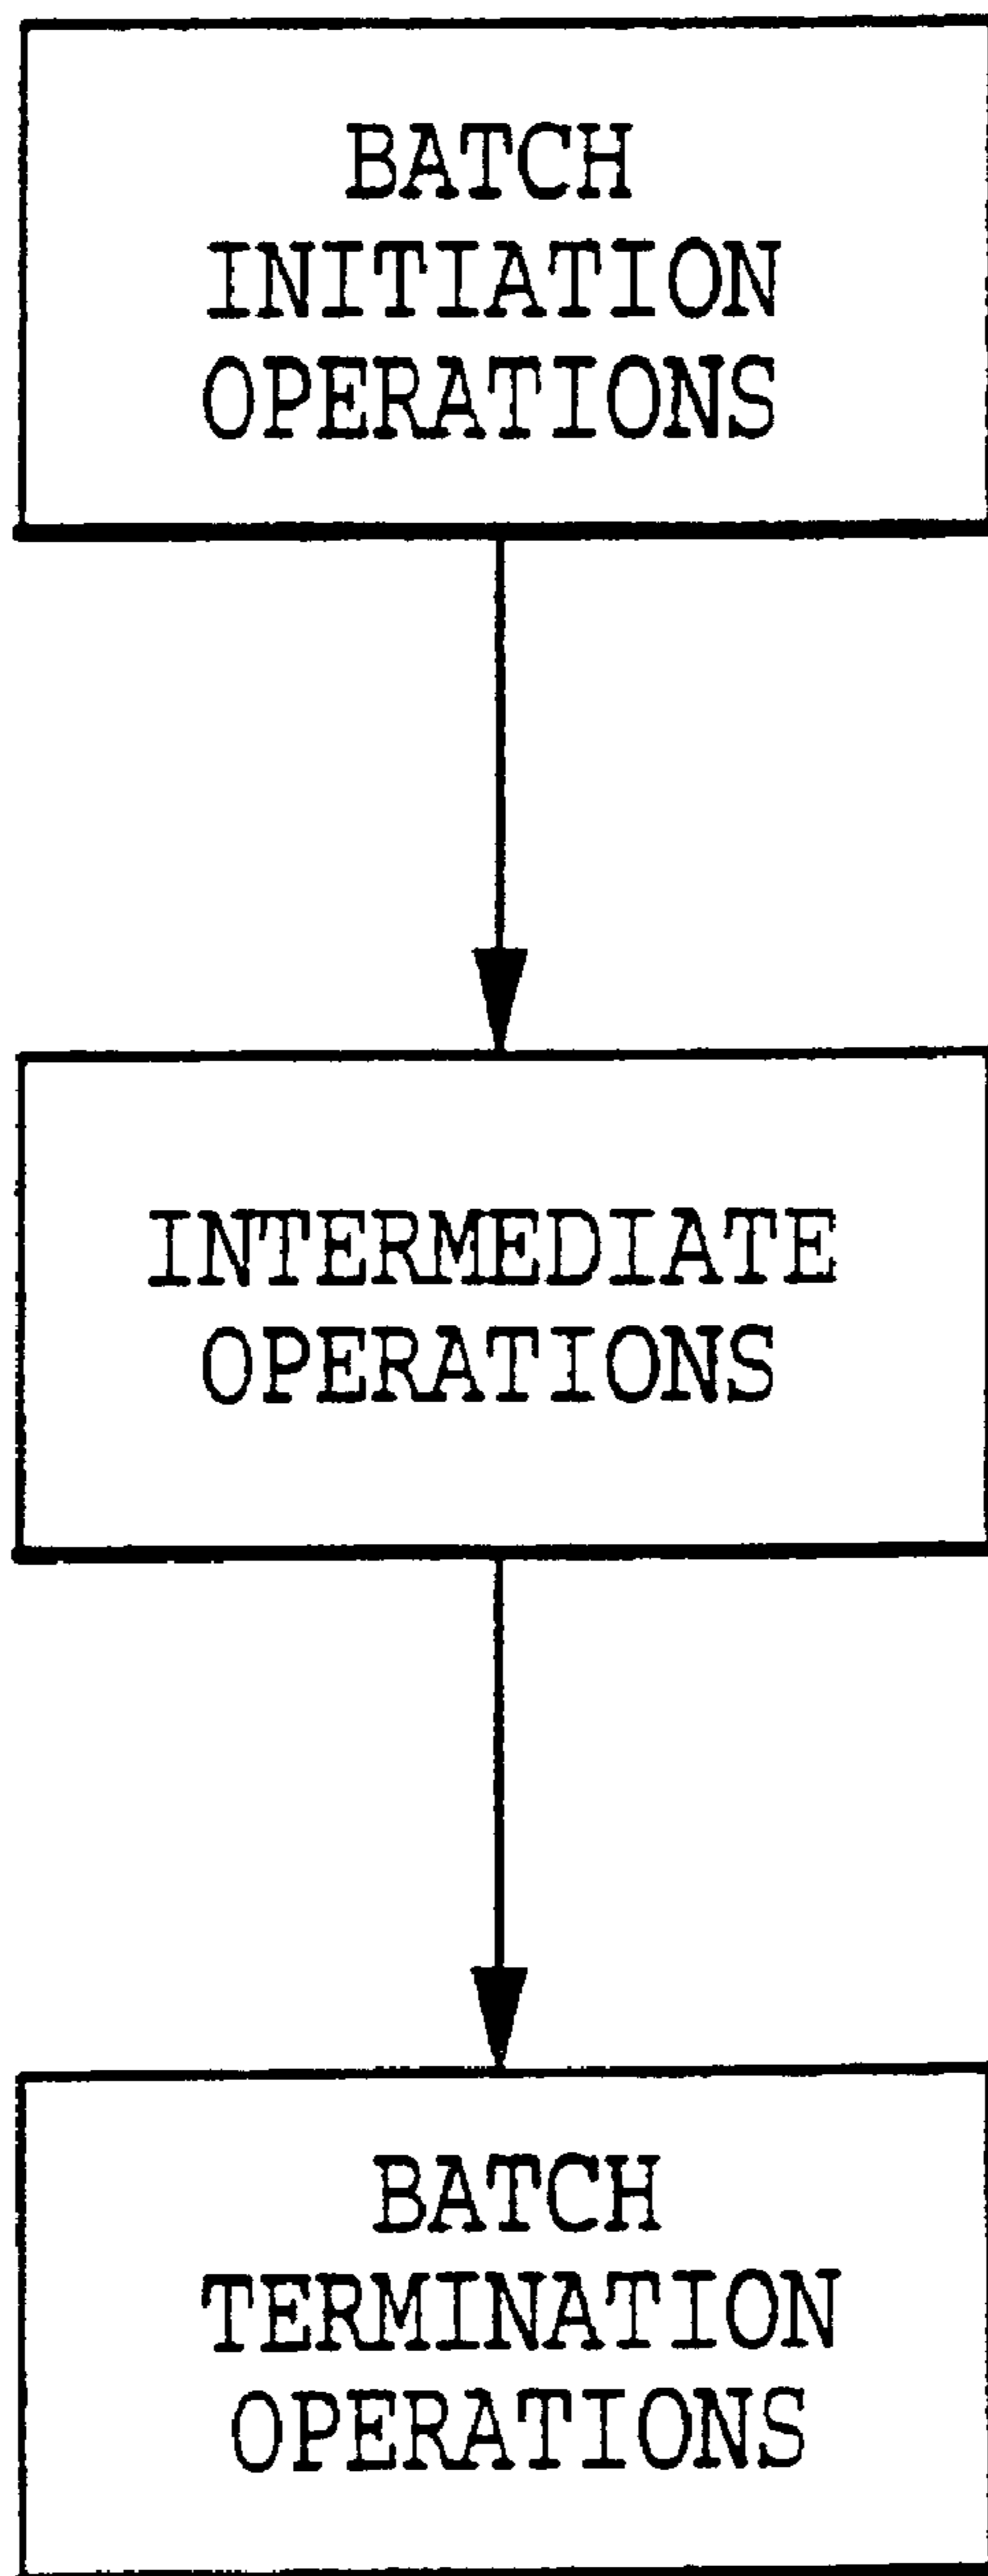 BATCH
INITIATION
OPERATIONS
INTERMEDIATE
OPERATIONS
BATCH
TERMINATION
OPERATIONS